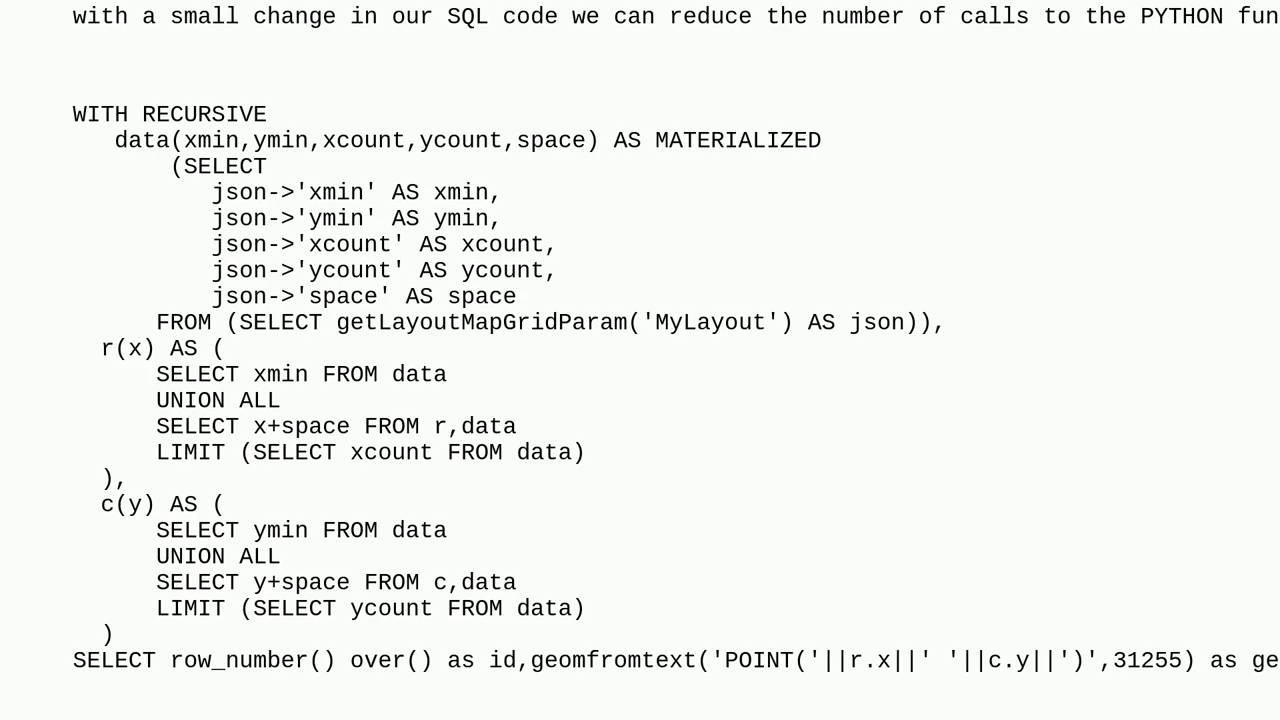 with a small change in our SQL code we can reduce the number of calls to the PYTHON
WITH RECURSIVE
data(xmin,ymin,xcount,ycount,space) AS MATERIALIZED
(SELECT
json->'xmin' AS xmin,
json->'ymin' AS ymin,
json->'xcount' AS xcount,
json->'ycount' AS ycount,
json->'space' AS space
FROM (SELECT getLayoutMapGridParam('MyLayout') AS json)),
r(x) AS (
SELECT xmin FROM data
UNION ALL
SELECT x+space FROM r,data
LIMIT (SELECT xcount FROM data)
),
c(y) AS (
SELECT ymin FROM data
UNION ALL
SELECT y+space FROM c,data
LIMIT (SELECT ycount FROM data)
)
SELECT row_number() over() as id,geomfromtext('POINT('||r.x||' '||c.y||')',31255) as